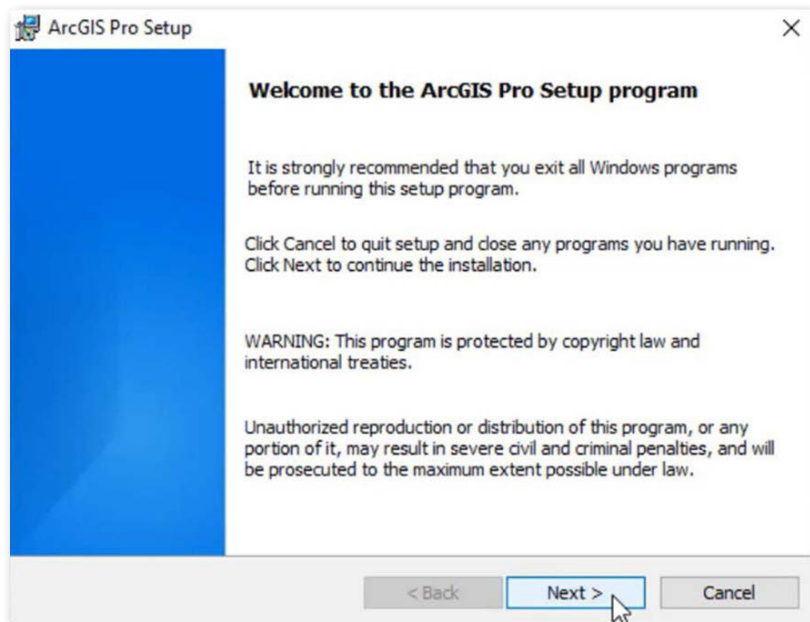 ArcGIS Pro Setup
Welcome to the ArcGIS Pro Setup program
It is strongly recommended that you exit all Windows programs
before running this setup program.
Click Cancel to quit setup and close any programs you have running.
Click Next to continue the installation.
WARNING: This program is protected by copyright law and
international treaties.
Unauthorized reproduction or distribution of this program, or any
portion of it, may result in severe civil and criminal penalties, and will
be prosecuted to the maximum extent possible under law.
< Back Next > Cancel